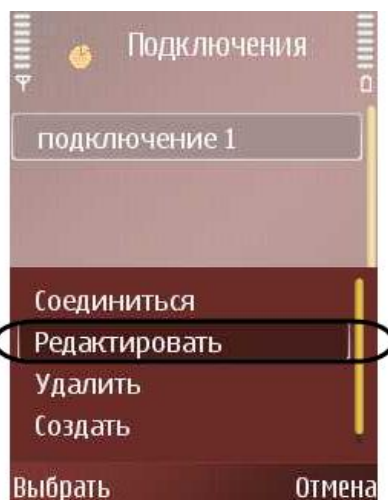 Подключения
подключение 1
Соединиться
Редактировать
Удалить
Создать
Выбрать Отмена